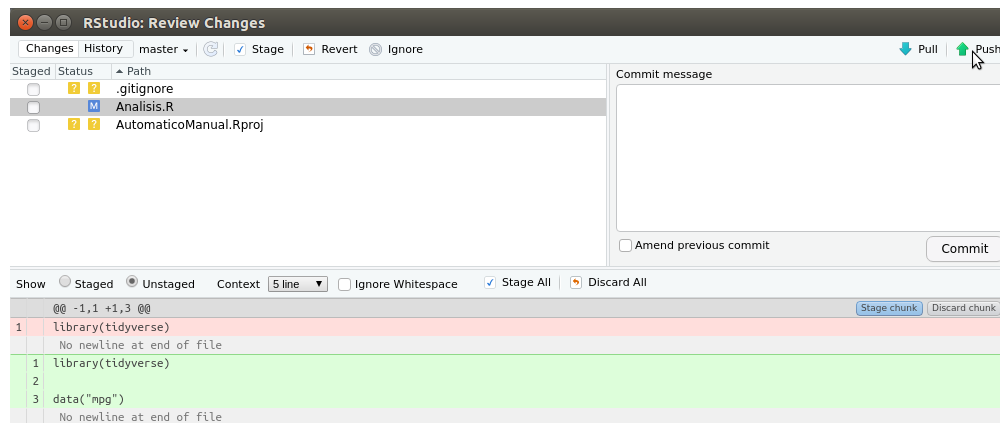 RStudio: Review Changes
Changes History master Stage Revert Ignore Pull Push
Staged Status Path
? ? .gitignore
M Analisis.R
? ? AutomaticoManual.Rproj
Commit message
Amend previous commit
Commit
Show Staged Unstaged Context 5 line Ignore Whitespace Stage All Discard All
@@ -1,1 +1,3 @@ Stage chunk Discard chunk
1 library(tidyverse)
No newline at end of file
1 library(tidyverse)
2
3 data("mpg")
No newline at end of file